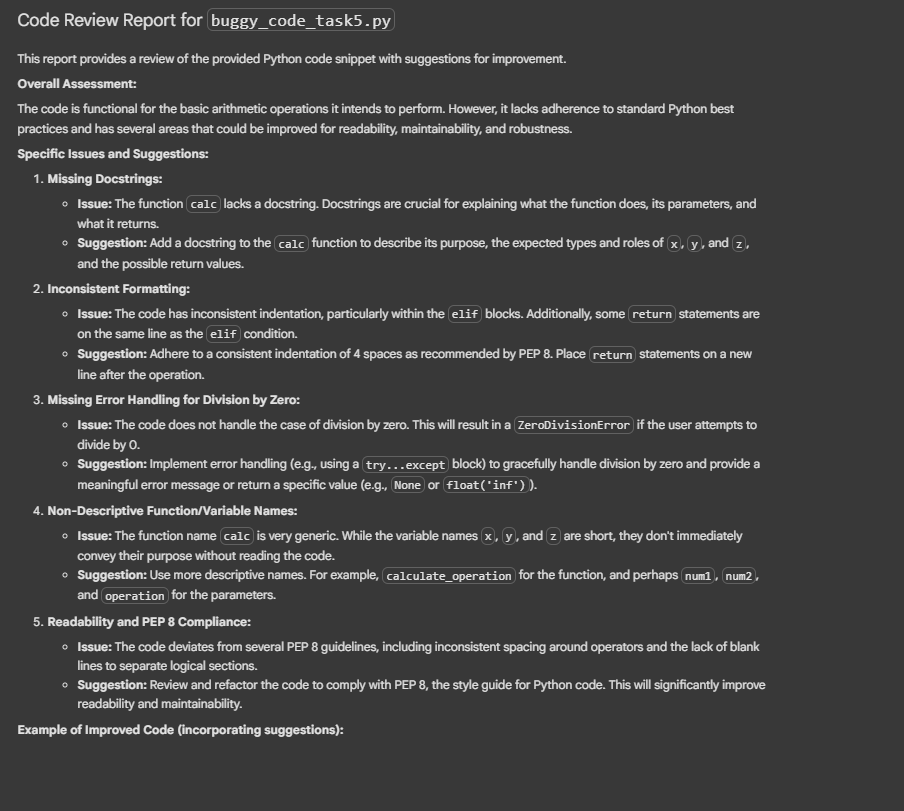 Code Review Report for buggy_code_task5.py
This report provides a review of the provided Python code snippet with suggestions for improvement.
Overall Assessment:
The code is functional for the basic arithmetic operations it intends to perform. However, it lacks adherence to standard Python best
practices and has several areas that could be improved for readability, maintainability, and robustness.
Specific Issues and Suggestions:
1. Missing Docstrings:
◦ Issue: The function calc lacks a docstring. Docstrings are crucial for explaining what the function does, its parameters, and
what it returns.
◦ Suggestion: Add a docstring to the calc function to describe its purpose, the expected types and roles of x, y, and z,
and the possible return values.
2. Inconsistent Formatting:
◦ Issue: The code has inconsistent indentation, particularly within the elif blocks. Additionally, some return statements are
on the same line as the elif condition.
◦ Suggestion: Adhere to a consistent indentation of 4 spaces as recommended by PEP 8. Place return statements on a new
line after the operation.
3. Missing Error Handling for Division by Zero:
◦ Issue: The code does not handle the case of division by zero. This will result in a ZeroDivisionError if the user attempts to
divide by 0.
◦ Suggestion: Implement error handling (e.g., using a try...except block) to gracefully handle division by zero and provide a
meaningful error message or return a specific value (e.g., None or float('inf')).
4. Non-Descriptive Function/Variable Names:
◦ Issue: The function name calc is very generic. While the variable names x, y, and z are short, they don't immediately
convey their purpose without reading the code.
◦ Suggestion: Use more descriptive names. For example, calculate_operation for the function, and perhaps num1, num2,
and operation for the parameters.
5. Readability and PEP 8 Compliance:
◦ Issue: The code deviates from several PEP 8 guidelines, including inconsistent spacing around operators and the lack of blank
lines to separate logical sections.
◦ Suggestion: Review and refactor the code to comply with PEP 8, the style guide for Python code. This will significantly improve
readability and maintainability.
Example of Improved Code (incorporating suggestions):